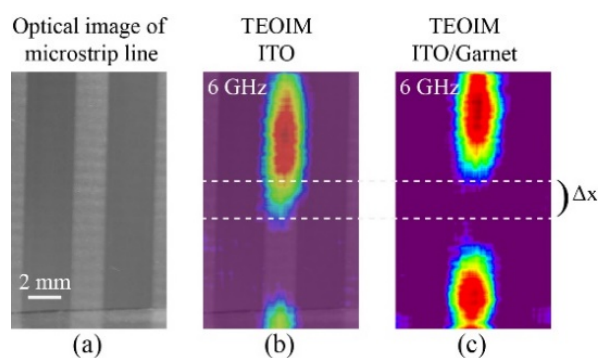 Optical image of
microstrip line
TEOIM
ITO
TEOIM
ITO/Garnet
6 GHz
6 GHz
Δx
2 mm
(a)
(b)
(c)